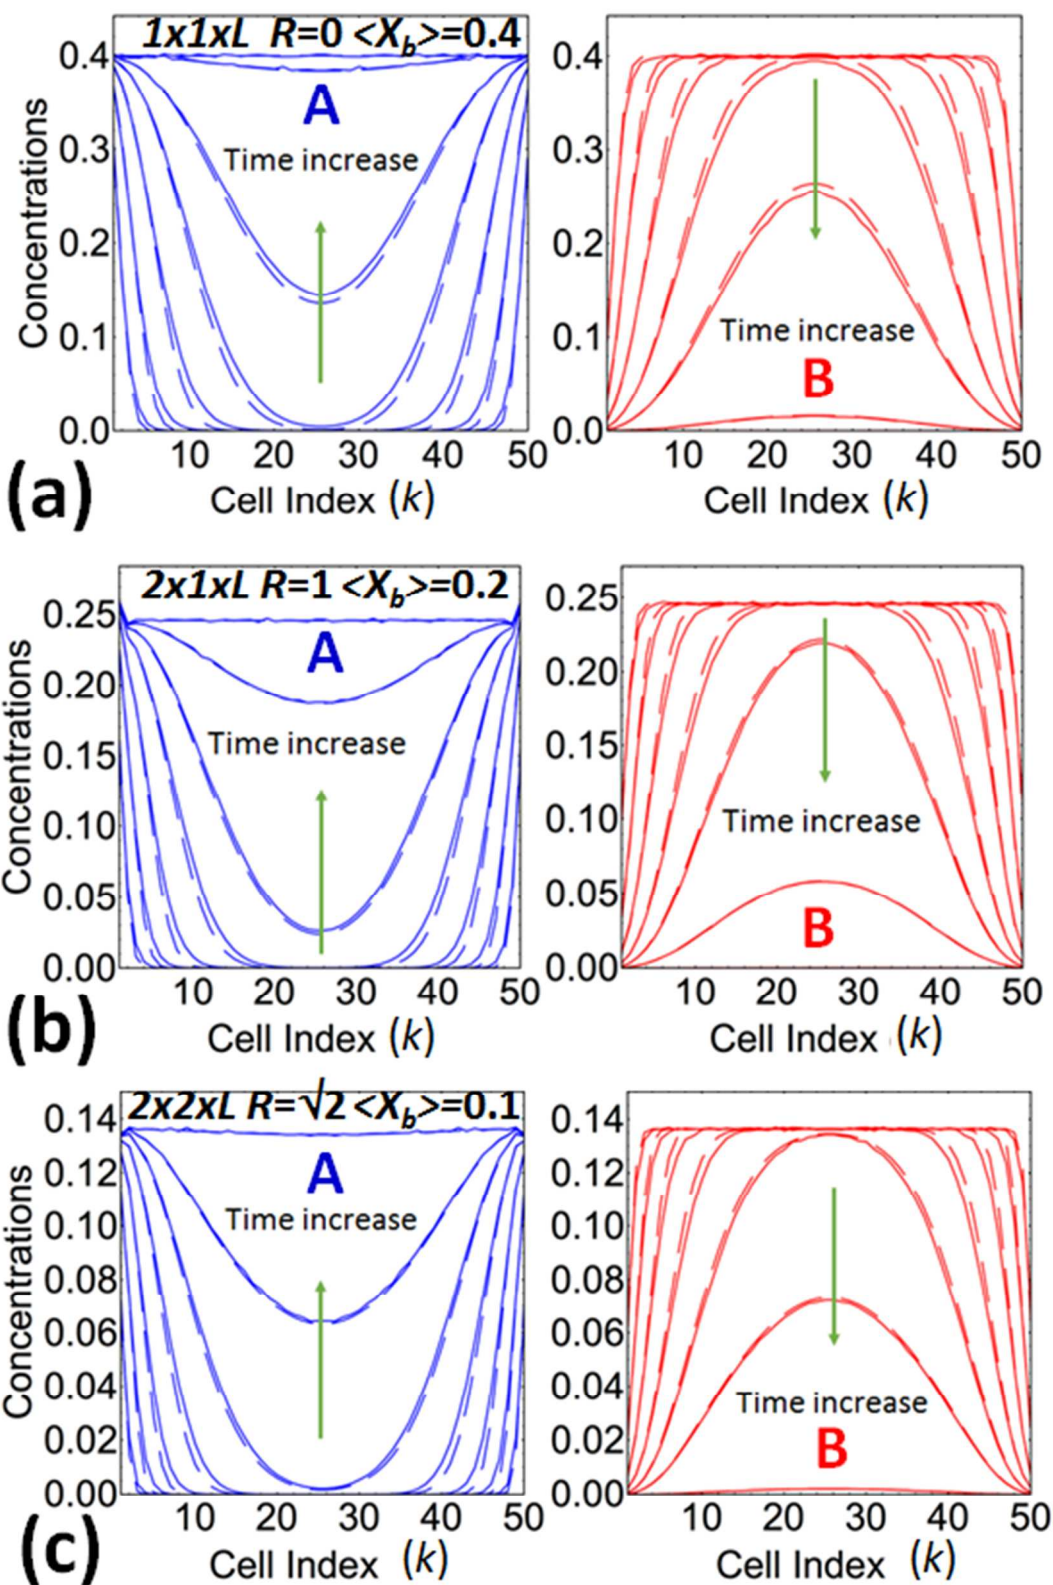 1x1xL R=0 <Xb>=0.4
Concentrations
0.4
0.3
0.2
0.1
0.0
A
Time increase
10 20 30 40 50
Cell Index (k)
0.4
0.3
0.2
0.1
0.0
Time increase
B
10 20 30 40 50
Cell Index (k)
(a)
2x1xL R=1 <Xb>=0.2
Concentrations
0.25
0.20
0.15
0.10
0.05
0.00
A
Time increase
10 20 30 40 50
Cell Index (k)
0.25
0.20
0.15
0.10
0.05
0.00
Time increase
B
10 20 30 40 50
Cell Index (k)
(b)
2x2xL R=√2 <Xb>=0.1
Concentrations
0.14
0.12
0.10
0.08
0.06
0.04
0.02
0.00
A
Time increase
10 20 30 40 50
Cell Index (k)
0.14
0.12
0.10
0.08
0.06
0.04
0.02
0.00
Time increase
B
10 20 30 40 50
Cell Index (k)
(c)